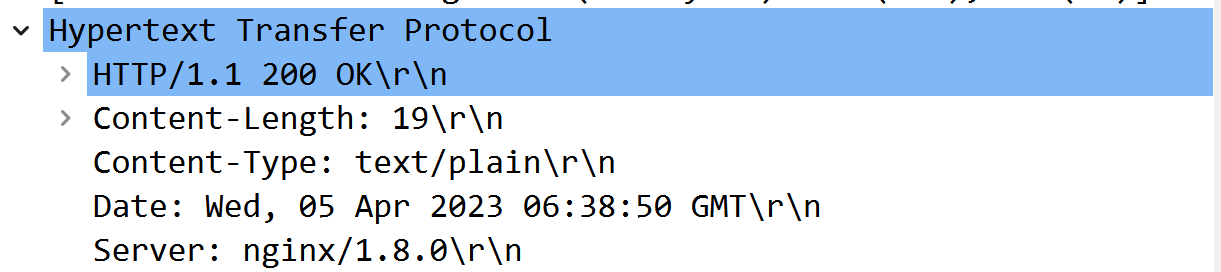 Hypertext Transfer Protocol
HTTP/1.1 200 OK\r\n
Content-Length: 19\r\n
Content-Type: text/plain\r\n
Date: Wed, 05 Apr 2023 06:38:50 GMT\r\n
Server: nginx/1.8.0\r\n